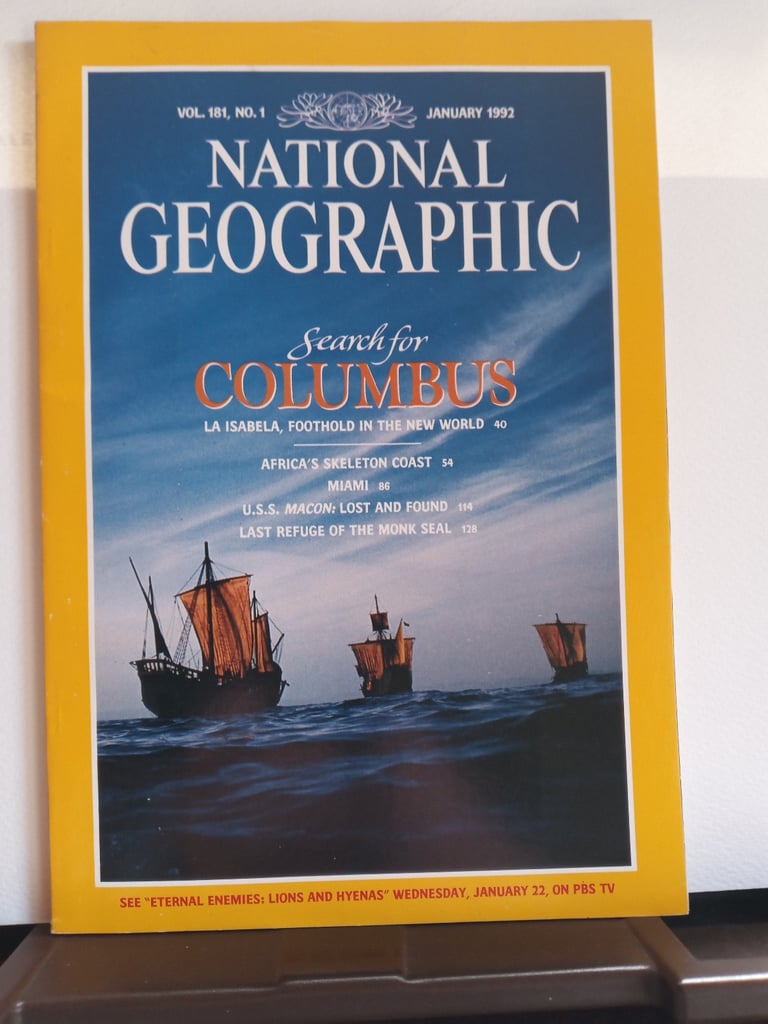 VOL. 181, NO. 1
JANUARY 1992
NATIONAL
GEOGRAPHIC
Search for
COLUMBUS
LA ISABELA, FOOTHOLD IN THE NEW WORLD 40
AFRICA'S SKELETON COAST 54
MIAMI 86
U.S.S. MACON: LOST AND FOUND 114
LAST REFUGE OF THE MONK SEAL 128
SEE "ETERNAL ENEMIES: LIONS AND HYENAS" WEDNESDAY, JANUARY 22, ON PBS TV